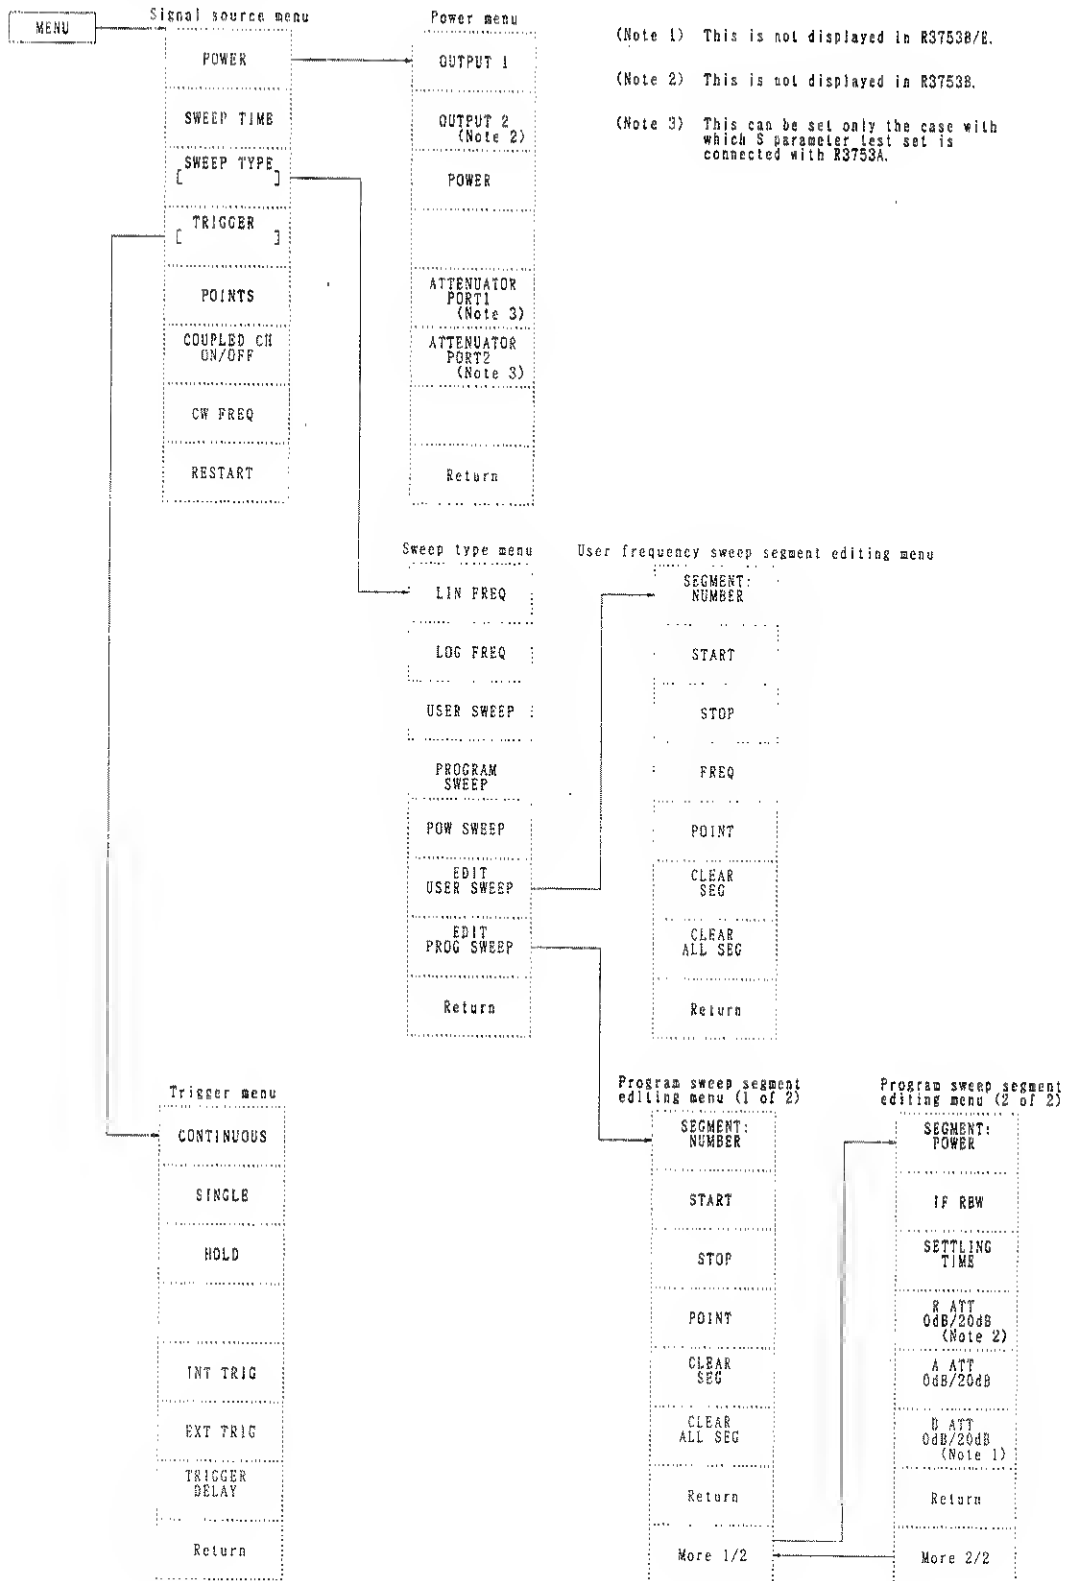 MENU
Signal source menu
POWER
SWEEP TIME
[SWEEP TYPE]
[TRIGGER]
POINTS
COUPLED CH
ON/OFF
CW FREQ
RESTART
Power menu
OUTPUT 1
OUTPUT 2
(Note 2)
POWER
ATTENUATOR
PORT1
(Note 3)
ATTENUATOR
PORT2
(Note 3)
Return
(Note 1) This is not displayed in R3753B/E.
(Note 2) This is not displayed in R3753B.
(Note 3) This can be set only the case with
which S parameter test set is
connected with R3753A.
Sweep type menu
LIN FREQ
LOG FREQ
USER SWEEP
PROGRAM
SWEEP
POW SWEEP
EDIT
USER SWEEP
EDIT
PROG SWEEP
Return
User frequency sweep segment editing menu
SEGMENT:
NUMBER
START
STOP
FREQ
POINT
CLEAR
SEG
CLEAR
ALL SEG
Return
Trigger menu
CONTINUOUS
SINGLE
HOLD
INT TRIG
EXT TRIG
TRIGGER
DELAY
Return
Program sweep segment
editing menu (1 of 2)
SEGMENT:
NUMBER
START
STOP
POINT
CLEAR
SEG
CLEAR
ALL SEG
Return
More 1/2
Program sweep segment
editing menu (2 of 2)
SEGMENT:
POWER
IF RBW
SETTLING
TIME
R ATT
0dB/20dB
(Note 2)
A ATT
0dB/20dB
B ATT
0dB/20dB
(Note 1)
Return
More 2/2